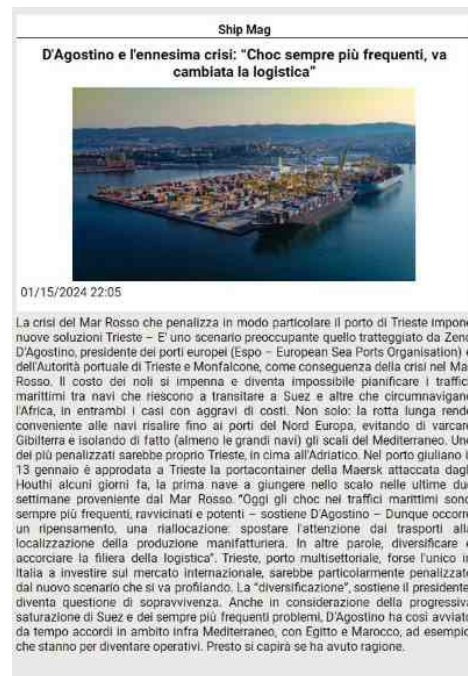 Ship Mag
D'Agostino e l'ennesima crisi: "Choc sempre più frequenti, va
cambiata la logistica"
01/15/2024 22:05
La crisi del Mar Rosso che penalizza in modo particolare il porto di Trieste impone
nuove soluzioni Trieste – E' uno scenario preoccupante quello tratteggiato da Zeno
D'Agostino, presidente dei porti europei (Espo – European Sea Ports Organisation) e
dell'Autorità portuale di Trieste e Monfalcone, come conseguenza della crisi nel Mar
Rosso. Il costo dei noli si impenna e diventa impossibile pianificare i traffici
marittimi tra navi che riescono a transitare a Suez e altre che circumnavigano
l'Africa, in entrambi i casi con aggravi di costi. Non solo: la rotta lunga rende
conveniente alle navi risalire fino ai porti del Nord Europa, evitando di varcare
Gibilterra e isolando di fatto (almeno le grandi navi) gli scali del Mediterraneo. Uno
dei più penalizzati sarebbe proprio Trieste, in cima all'Adriatico. Nel porto giuliano il
13 gennaio è approdata a Trieste la portacontainer della Maersk attaccata dagli
Houthi alcuni giorni fa, la prima nave a giungere nello scalo nelle ultime due
settimane proveniente dal Mar Rosso. "Oggi gli choc nei traffici marittimi sono
sempre più frequenti, ravvicinati e potenti – sostiene D'Agostino – Dunque occorre
un ripensamento, una riallocazione: spostare l'attenzione dai trasporti alla
localizzazione della produzione manifatturiera. In altre parole, diversificare e
accorciare la filiera della logistica". Trieste, porto multisettoriale, forse l'unico in
Italia a investire sul mercato internazionale, sarebbe particolarmente penalizzato
dal nuovo scenario che si va profilando. La "diversificazione", sostiene il presidente,
diventa questione di sopravvivenza. Anche in considerazione della progressiva
saturazione di Suez e dei sempre più frequenti problemi, D'Agostino ha così avviato
da tempo accordi in ambito infra Mediterraneo, con Egitto e Marocco, ad esempio,
che stanno per diventare operativi. Presto si capirà se ha avuto ragione.